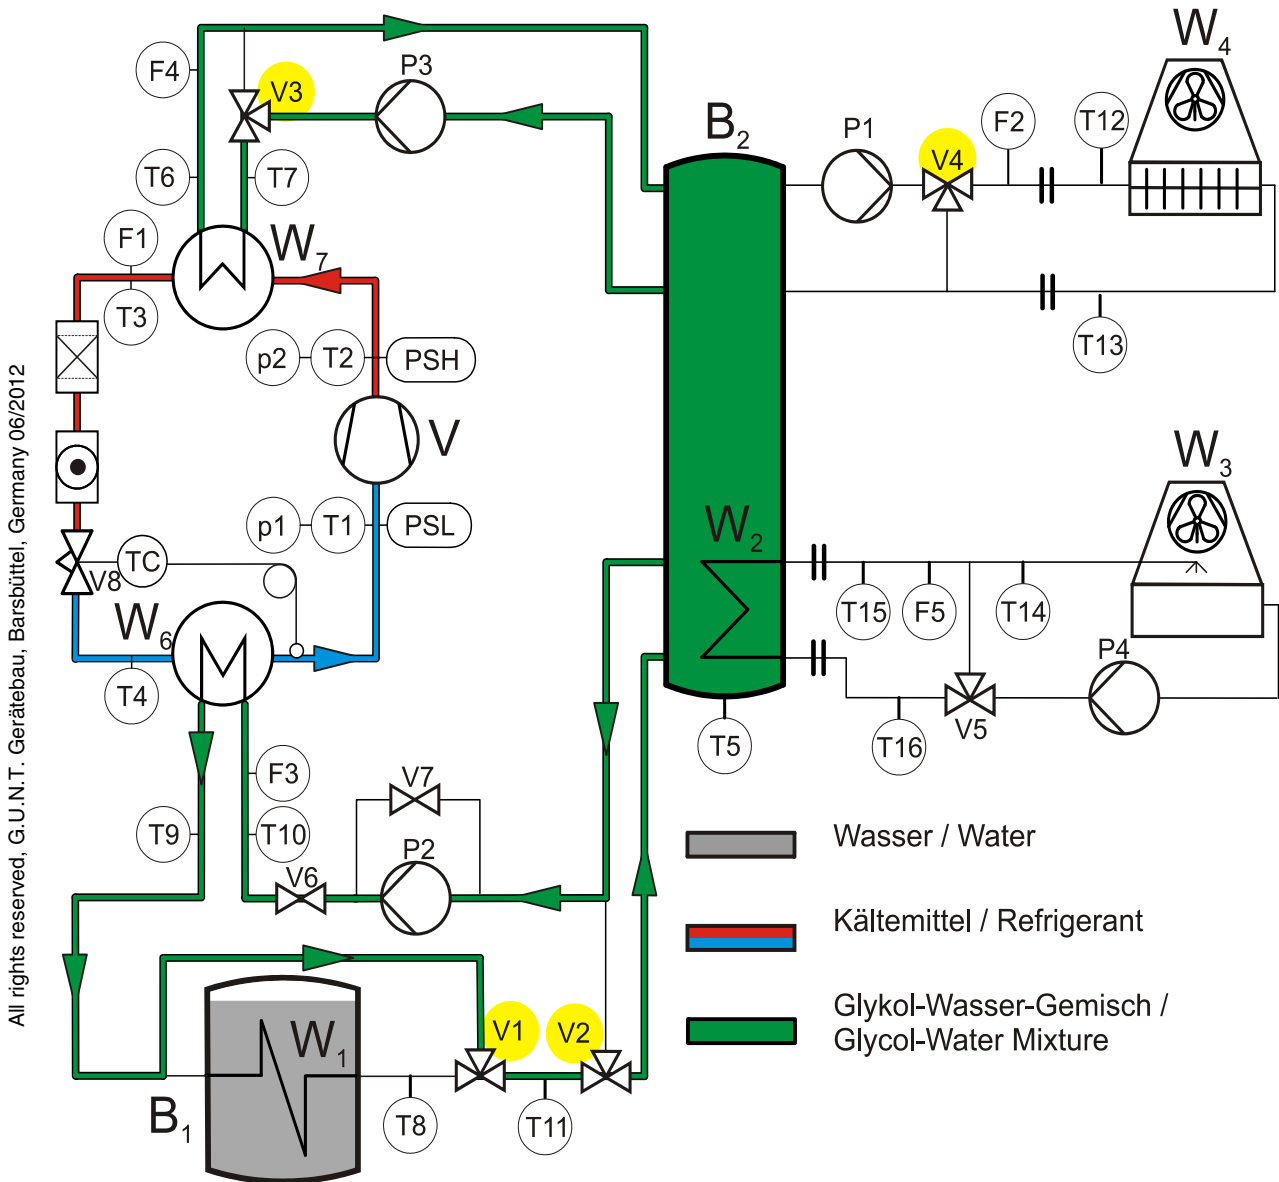 W4
P3
F4
V3
B2
P1
F2
T12
V4
T6
T7
F1
W7
T3
T13
p2
T2
PSH
V
W3
p1
T1
PSL
W2
TC
V8
W6
T15
F5
T14
T4
P4
T5
T16
V5
F3
V7
T9
T10
P2
V6
Wasser / Water
Kältemittel / Refrigerant
Glykol-Wasser-Gemisch /
Glycol-Water Mixture
V1
V2
W1
B1
T8
T11
All rights reserved, G.U.N.T. Gerätebau, Barsbüttel, Germany 06/2012